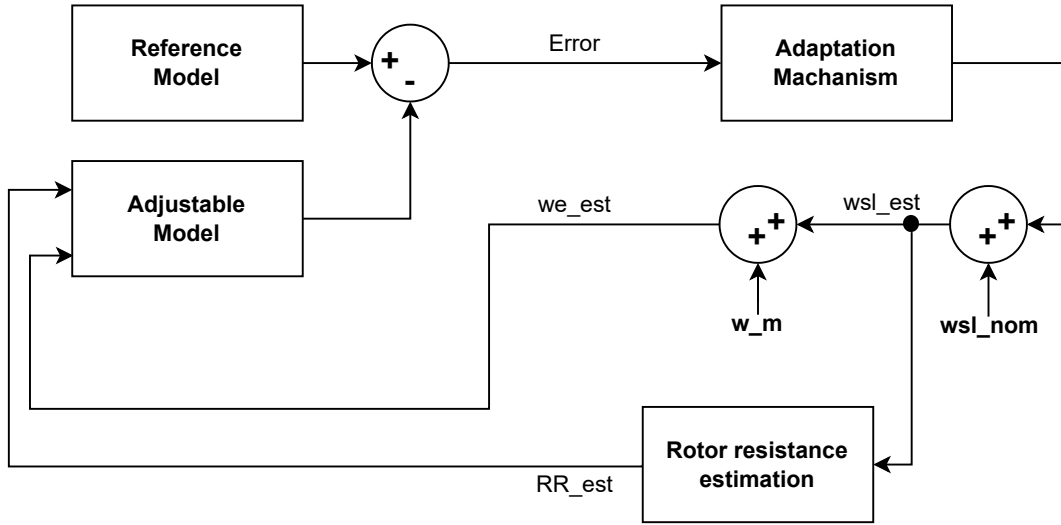 Reference
Model
+
-
Error
Adaptation
Machanism
Adjustable
Model
we_est
+
+
wsl_est
+
+
w_m
wsl_nom
Rotor resistance
estimation
RR_est